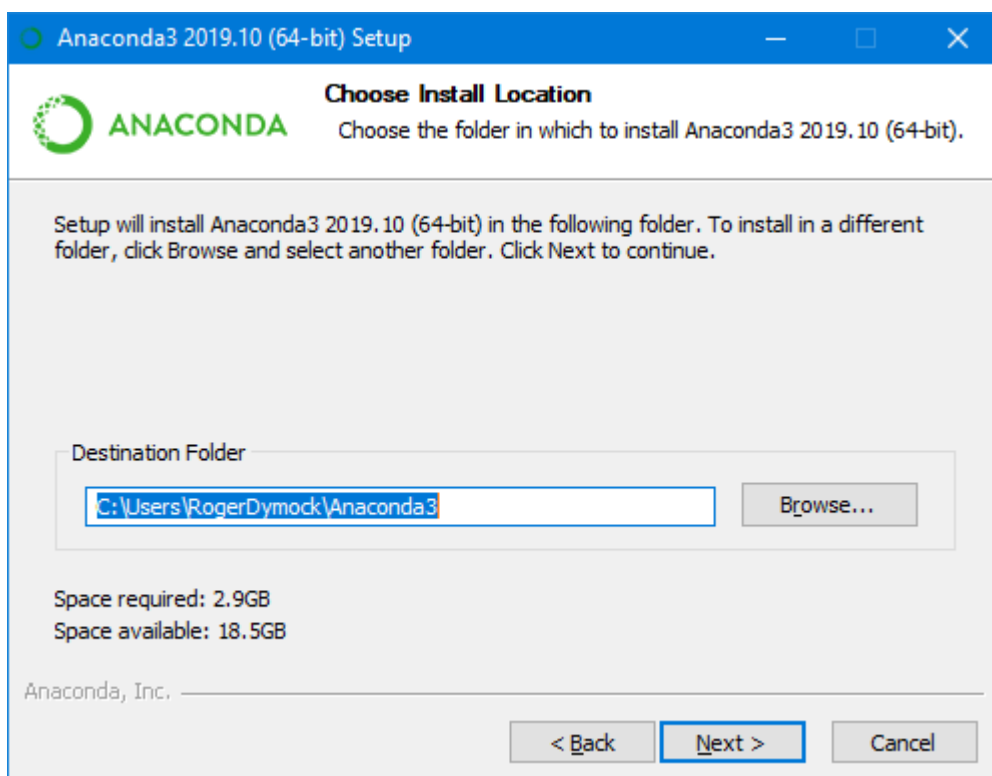 Anaconda3 2019.10 (64-bit) Setup
ANACONDA
Choose Install Location
Choose the folder in which to install Anaconda3 2019.10 (64-bit).
Setup will install Anaconda3 2019.10 (64-bit) in the following folder. To install in a different
folder, click Browse and select another folder. Click Next to continue.
Destination Folder
C:\Users\RogerDymock\Anaconda3
Browse...
Space required: 2.9GB
Space available: 18.5GB
Anaconda, Inc.
< Back
Next >
Cancel